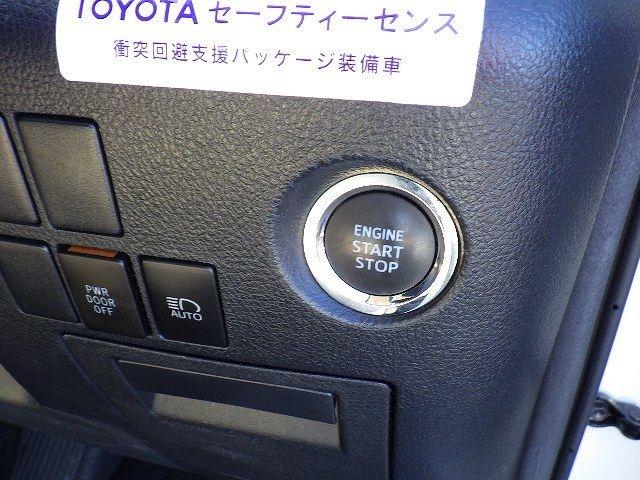 TOYOTA セーフティーセンス
衝突回避支援パッケージ装備車
ENGINE
START
STOP
PWR
DOOR
OFF
AUTO